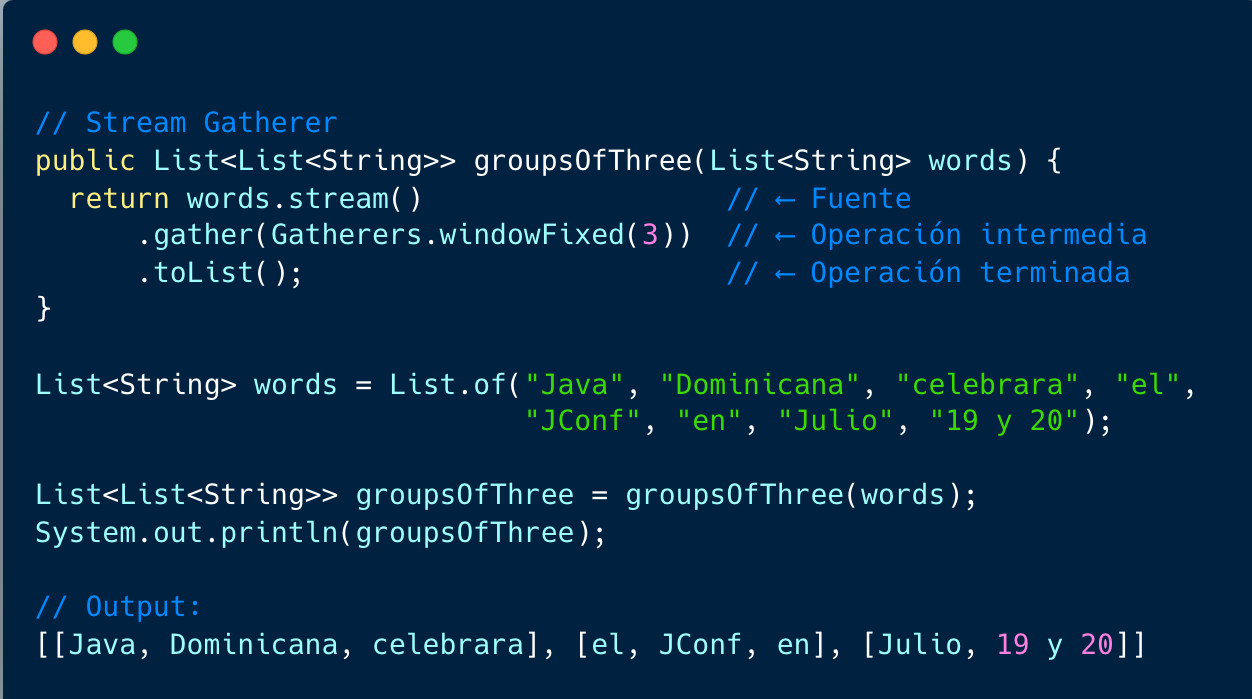 // Stream Gatherer
public List<List<String>> groupsOfThree(List<String> words) {
  return words.stream()                  // ← Fuente
      .gather(Gatherers.windowFixed(3))  // ← Operación intermedia
      .toList();                         // ← Operación terminada
}
List<String> words = List.of("Java", "Dominicana", "celebrara", "el",
                             "JConf", "en", "Julio", "19 y 20");
List<List<String>> groupsOfThree = groupsOfThree(words);
System.out.println(groupsOfThree);
// Output:
[[Java, Dominicana, celebrara], [el, JConf, en], [Julio, 19 y 20]]